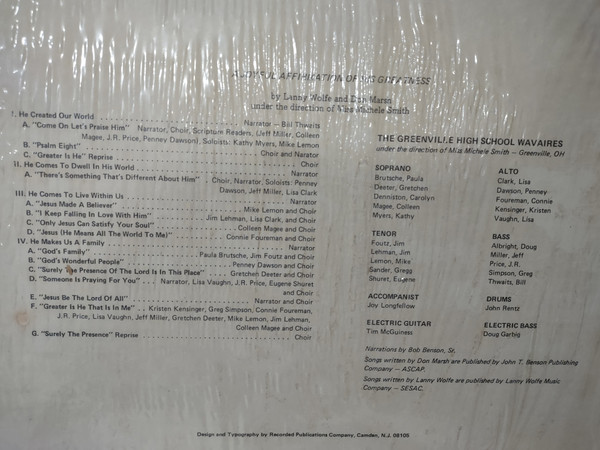 A JOYFUL AFFIRMATION OF HIS GREATNESS
by Lanny Wolfe and Don Marsh
under the direction of Miss Michele Smith
I. He Created Our World Narrator — Bill Thwaits
A. "Come On Let's Praise Him" Narrator, Choir, Scripture Readers, (Jeff Miller, Colleen
Magee, J.R. Price, Penney Dawson), Soloists: Kathy Myers, Mike Lemon
B. "Psalm Eight" Choir and Narator
C. "Greater is He" Reprise Choir
II. He Comes To Dwell In His World Narrator
A. "There's Something That's Different About Him" Choir, Narrator, Soloists: Penney
Dawson, Jeff Miller, Lisa Clark
III. He Comes To Live Within Us Narrator
A. "Jesus Made A Believer" Mike Lemon and Choir
B. "I Keep Falling In Love With Him" Jim Lehman, Lisa Clark, and Choir
C. "Only Jesus Can Satisfy Your Soul" Colleen Magee and Choir
D. "Jesus (He Means All The World To Me)" Connie Foureman and Choir
IV. He Makes Us A Family Narrator
A. "God's Family" Paula Brutsche, Jim Foutz and Choir
B. "God's Wonderful People" Penney Dawson and Choir
C. "Surely The Presence Of The Lord Is In This Place" Gretchen Deeter and Choir
D. "Someone Is Praying For You" Narrator, Lisa Vaughn, J.R. Price, Eugene Shuret
and Choir
E. "Jesus Be The Lord Of All" Narrator and Choir
F. "Greater Is He That Is In Me" Kristen Kensinger, Greg Simpson, Connie Foureman,
J.R. Price, Lisa Vaughn, Jeff Miller, Gretchen Deeter, Mike Lemon, Jim Lehman,
Colleen Magee and Choir
G. "Surely The Presence" Reprise Choir
THE GREENVILLE HIGH SCHOOL WAVAIRES
under the direction of Miss Michele Smith — Greenville, OH
SOPRANO
Brutsche, Paula
Deeter, Gretchen
Denniston, Carolyn
Magee, Colleen
Myers, Kathy
ALTO
Clark, Lisa
Dawson, Penney
Foureman, Connie
Kensinger, Kristen
Vaughn, Lisa
TENOR
Foutz, Jim
Lehman, Jim
Lemon, Mike
Sander, Gregg
Shuret, Eugene
BASS
Albright, Doug
Miller, Jeff
Price, J.R.
Simpson, Greg
Thwaits, Bill
ACCOMPANIST
Joy Longfellow
DRUMS
John Rentz
ELECTRIC GUITAR
Tim McGuiness
ELECTRIC BASS
Doug Garbig
Narrations by Bob Benson, Sr.
Songs written by Don Marsh are Published by John T. Benson Publishing
Company — ASCAP.
Songs written by Lanny Wolfe are published by Lanny Wolfe Music
Company — SESAC.
Design and Typography by Recorded Publications Company, Camden, N.J. 08105